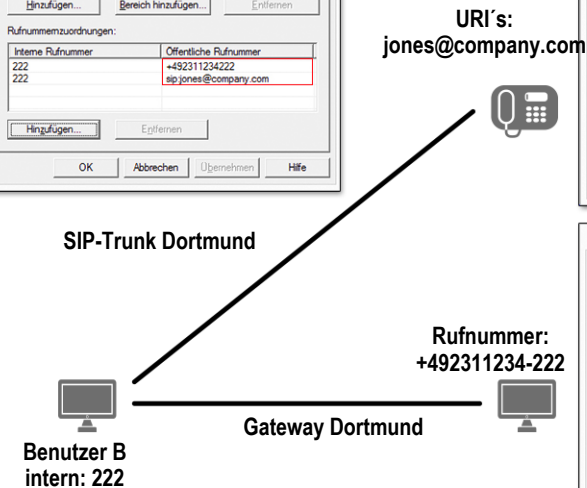 Hinzufügen... Bereich hinzufügen... Entfernen
Rufnummernzuordnungen:
Interne Rufnummer Öffentliche Rufnummer
222 +492311234222
222 sip:jones@company.com
Hinzufügen... Entfernen
OK Abbrechen Übernehmen Hilfe
URI´s:
jones@company.com
SIP-Trunk Dortmund
Rufnummer:
+492311234-222
Gateway Dortmund
Benutzer B
intern: 222